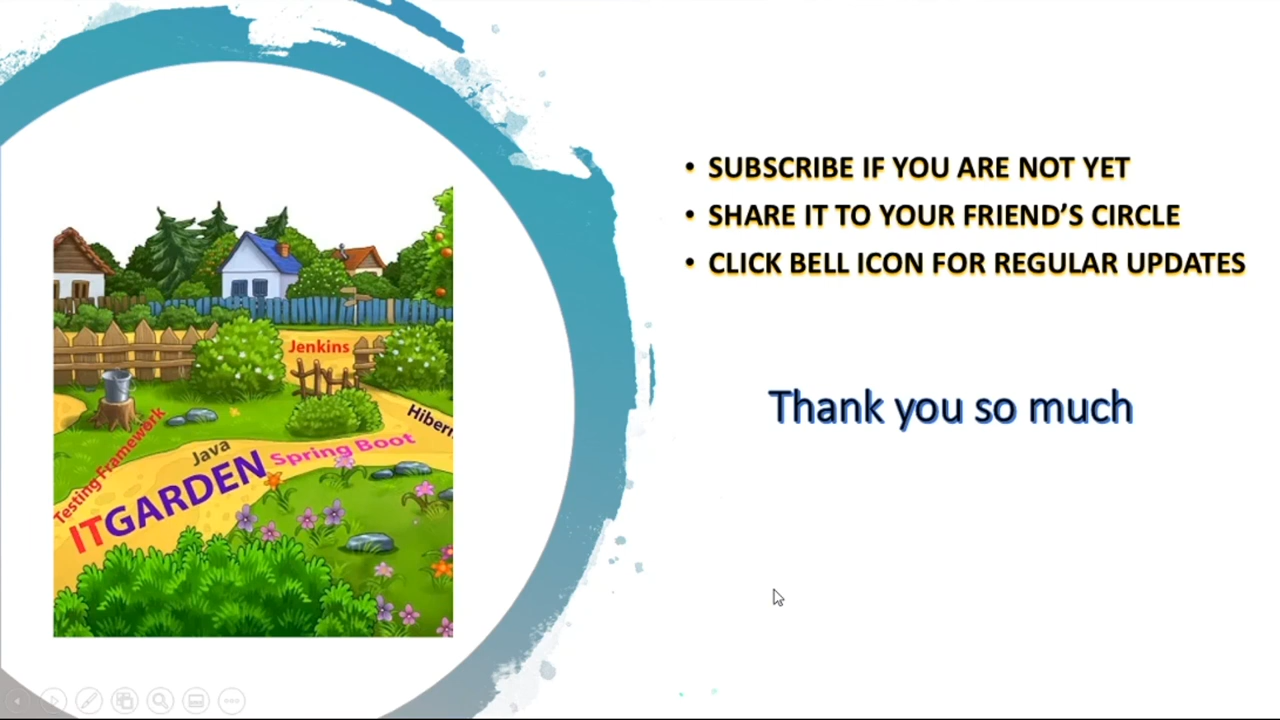 • SUBSCRIBE IF YOU ARE NOT YET
• SHARE IT TO YOUR FRIEND’S CIRCLE
• CLICK BELL ICON FOR REGULAR UPDATES
Thank you so much
Jenkins
Hibern
Testing Framework
Java
Spring Boot
ITGARDEN